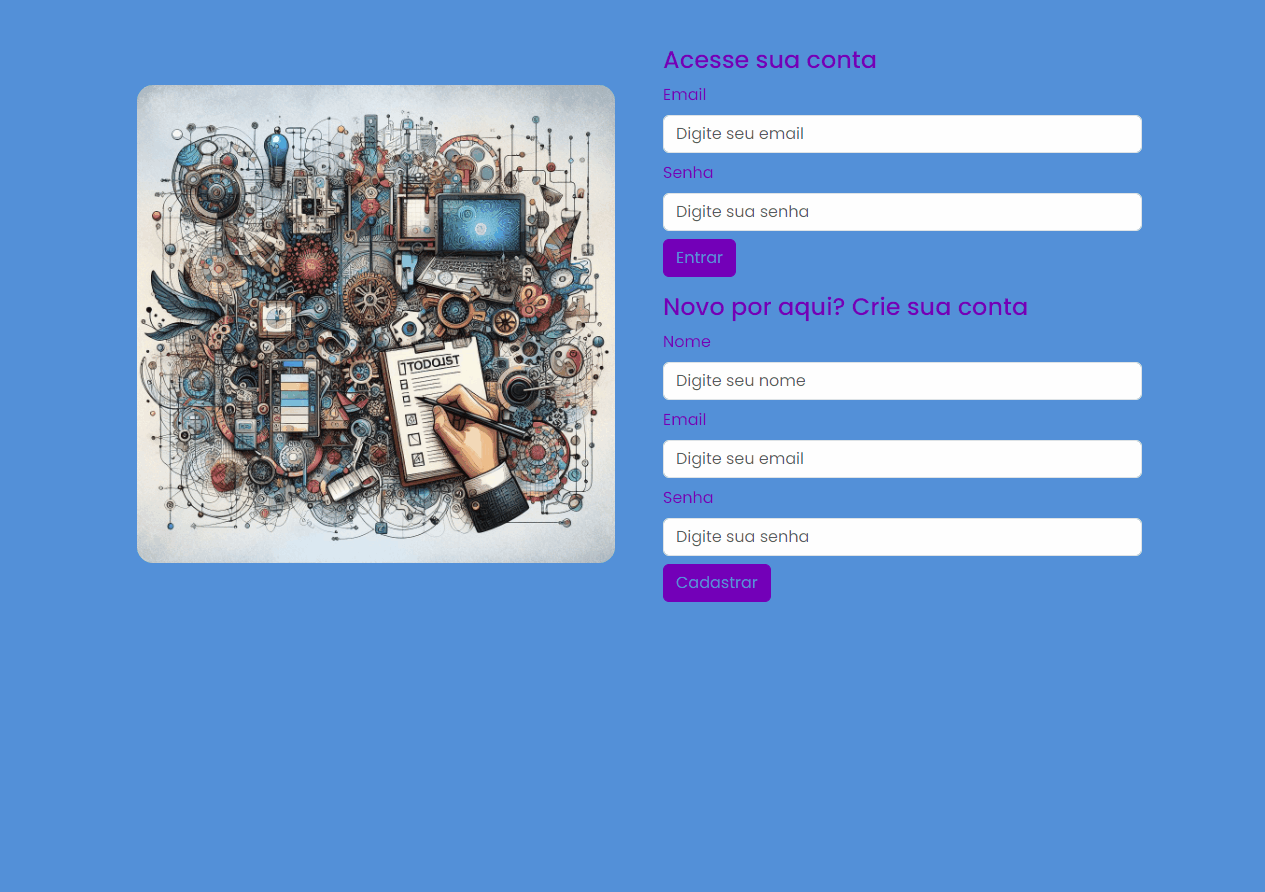 Acesse sua conta
Email
Digite seu email
Senha
Digite sua senha
Entrar
Novo por aqui? Crie sua conta
Nome
Digite seu nome
Email
Digite seu email
Senha
Digite sua senha
Cadastrar